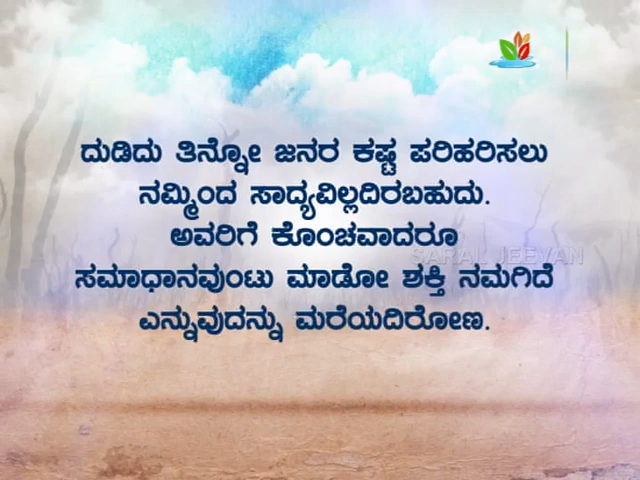 ದುಡಿದು ತಿನ್ನೋ ಜನರ ಕಷ್ಟ ಪರಿಹರಿಸಲು
ನಮ್ಮಿಂದ ಸಾದ್ಯವಿಲ್ಲದಿರಬಹುದು.
ಅವರಿಗೆ ಕೊಂಚವಾದರೂ
SARAL JEEVAN
ಸಮಾಧಾನವುಂಟು ಮಾಡೋ ಶಕ್ತಿ ನಮಗಿದೆ
ಎನ್ನುವುದನ್ನು ಮರೆಯದಿರೋಣ.